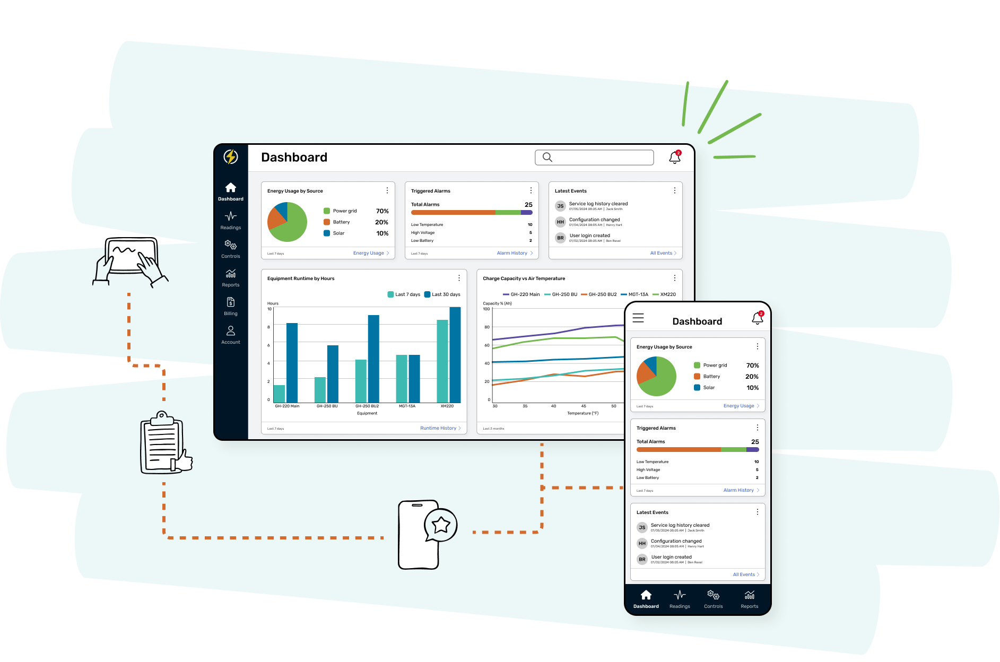 Dashboard
2
Dashboard
Readings
Controls
Reports
$
Billing
Account
Energy Usage by Source
Power grid 70%
Battery 20%
Solar 10%
Last 7 days Energy Usage
Triggered Alarms
Total Alarms 25
Low Temperature 10
High Voltage 5
Low Battery 2
Last 7 days Alarm History
Latest Events
JS Service log history cleared
01/05/2024 08:05 AM | Jack Smith
HH Configuration changed
01/04/2024 08:05 AM | Henry Hart
BR User login created
01/02/2024 08:05 AM | Ben Revel
All Events
Equipment Runtime by Hours
Last 7 days Last 30 days
Hours
10
8
6
4
2
0
GH-220 Main GH-250 BU GH-250 BU2 MGT-13A XM220
Equipment
Last 7 days Runtime History
Charge Capacity vs Air Temperature
GH-220 Main GH-250 BU GH-250 BU2 MGT-13A XM220
Capacity % (Ah)
100
80
60
40
20
0
30 35 40 45 50
Temperature (°F)
Last 3 months
Dashboard
2
Energy Usage by Source
Power grid 70%
Battery 20%
Solar 10%
Last 7 days Energy Usage
Triggered Alarms
Total Alarms 25
Low Temperature 10
High Voltage 5
Low Battery 2
Last 7 days Alarm History
Latest Events
JS Service log history cleared
01/05/2024 08:05 AM | Jack Smith
HH Configuration changed
01/04/2024 08:05 AM | Henry Hart
BR User login created
01/02/2024 08:05 AM | Ben Revel
All Events
Dashboard Readings Controls Reports